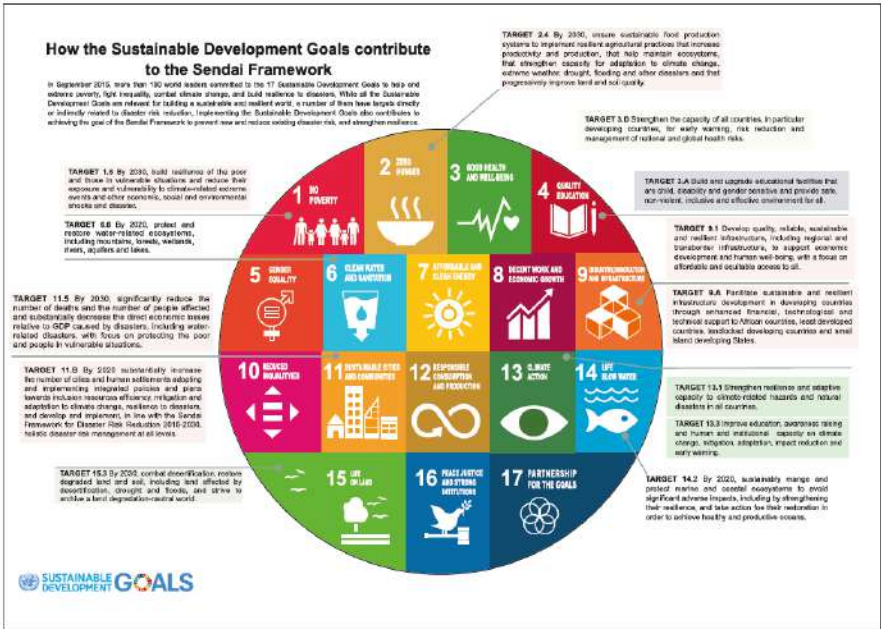 How the Sustainable Development Goals contribute
to the Sendai Framework
In September 2015, more than 190 world leaders committed to the 17 Sustainable Development Goals to help end
extreme poverty, fight inequality, combat climate change, and build resilience to disasters. While all the Sustainable
Development Goals are relevant for building a sustainable and resilient world, a number of them have targets directly
or indirectly related to disaster risk reduction. Implementing the Sustainable Development Goals also contributes to
achieving the goal of the Sendai Framework to prevent new and reduce existing disaster risk, and strengthen resilience.
TARGET 2.4 By 2030, ensure sustainable food production
systems to implement resilient agricultural practices that increase
productivity and production, that help maintain ecosystems,
that strengthen capacity for adaptation to climate change,
extreme weather, drought, flooding and other disasters and that
progressively improve land and soil quality.
TARGET 3.D Strengthen the capacity of all countries, in particular
developing countries, for early warning, risk reduction and
management of national and global health risks.
TARGET 1.5 By 2030, build resilience of the poor
and those in vulnerable situations and reduce their
exposure and vulnerability to climate-related extreme
events and other economic, social and environmental
shocks and disaster.
TARGET 6.6 By 2020, protect and
restore water-related ecosystems,
including mountains, forests, wetlands,
rivers, aquifers and lakes.
TARGET 3.A Build and upgrade educational facilities that
are child, disability and gender sensitive and provide safe,
non-violent, inclusive and effective environment for all.
TARGET 9.1 Develop quality, reliable, sustainable
and resilient infrastructure, including regional and
transborder infrastructure, to support economic
development and human well-being, with a focus on
affordable and equitable access to all.
TARGET 9.A Facilitate sustainable and resilient
infrastructure development in developing countries
through enhanced financial, technological and
technical support to African countries, least developed
countries, landlocked developing countries and small
island developing States.
TARGET 11.5 By 2030, significantly reduce the
number of deaths and the number of people affected
and substantially decrease the direct economic losses
relative to GDP caused by disasters, including water-
related disasters, with focus on protecting the poor
and people in vulnerable situations.
TARGET 11.B By 2020 substantially increase
the number of cities and human settlements adopting
and implementing integrated policies and plans
towards inclusion resources efficiency, mitigation and
adaptation to climate change, resilience to disasters,
and develop and implement, in line with the Sendai
Framework for Disaster Risk Reduction 2015-2030,
holistic disaster risk management at all levels.
TARGET 13.1 Strengthen resilience and adaptive
capacity to climate-related hazards and natural
disasters in all countries.
TARGET 13.3 Improve education, awareness raising
and human and institutional capacity on climate
change, mitigation, adaptation, impact reduction and
early warning.
TARGET 15.3 By 2030, combat desertification, restore
degraded land and soil, including land affected by
desertification, drought and floods, and strive to
archive a land degradation-neutral world.
TARGET 14.2 By 2020, sustainably mange and
protect marine and coastal ecosystems to avoid
significant adverse impacts, including by strengthening
their resilience, and take action for their restoration in
order to achieve healthy and productive oceans.
1 NO
POVERTY
2 ZERO
HUNGER
3 GOOD HEALTH
AND WELL-BEING
4 QUALITY
EDUCATION
5 GENDER
EQUALITY
6 CLEAN WATER
AND SANITATION
7 AFFORDABLE AND
CLEAN ENERGY
8 DECENT WORK AND
ECONOMIC GROWTH
9 INDUSTRY, INNOVATION
AND INFRASTRUCTURE
10 REDUCED
INEQUALITIES
11 SUSTAINABLE CITIES
AND COMMUNITIES
12 RESPONSIBLE
CONSUMPTION
AND PRODUCTION
13 CLIMATE
ACTION
14 LIFE
BLOW WATER
15 LIFE
ON LAND
16 PEACE JUSTICE
AND STRONG
INSTITUTIONS
17 PARTNERSHIP
FOR THE GOALS
SUSTAINABLE
DEVELOPMENT GOALS